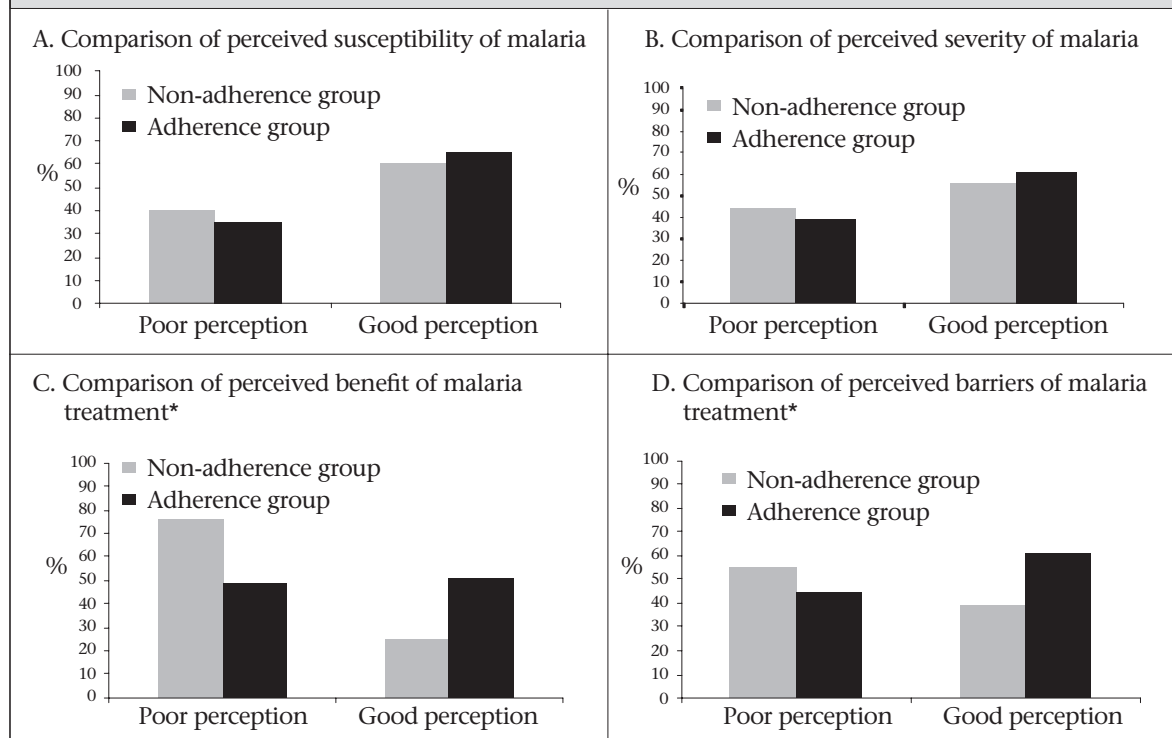 A. Comparison of perceived susceptibility of malaria
100
90
80
70
60
50
40
30
20
10
0
%
Non-adherence group
Adherence group
Poor perception
Good perception
B. Comparison of perceived severity of malaria
100
90
80
70
60
50
40
30
20
10
0
%
Non-adherence group
Adherence group
Poor perception
Good perception
C. Comparison of perceived benefit of malaria
treatment*
100
90
80
70
60
50
40
30
20
10
0
%
Non-adherence group
Adherence group
Poor perception
Good perception
D. Comparison of perceived barriers of malaria
treatment*
100
90
80
70
60
50
40
30
20
10
0
%
Non-adherence group
Adherence group
Poor perception
Good perception